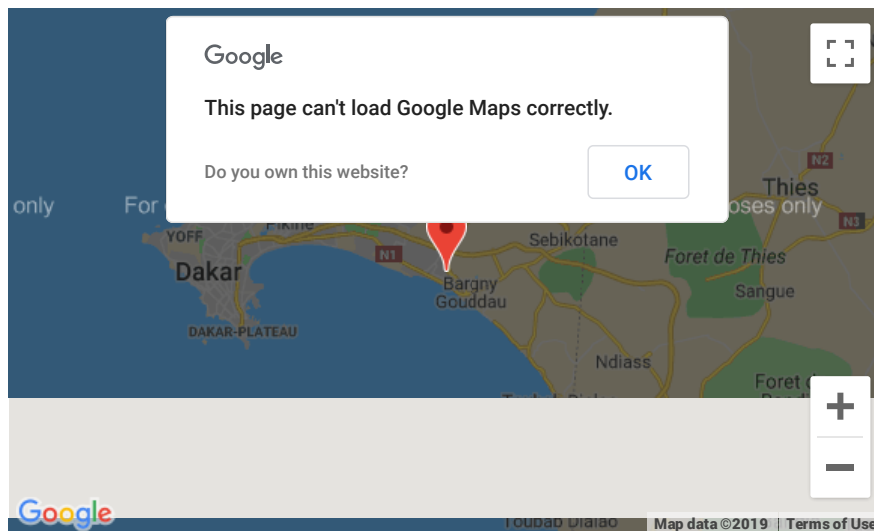 Google
This page can't load Google Maps correctly.
Do you own this website?
OK
N2
Thies
only
For
oses only
N3
YOFF
Pikine
N1
Sebikotane
Foret de Thies
Dakar
Bargny
Gouddau
Sangue
DAKAR-PLATEAU
Ndiass
Foret
Google
Toubab Dialao
Map data ©2019
Terms of Use